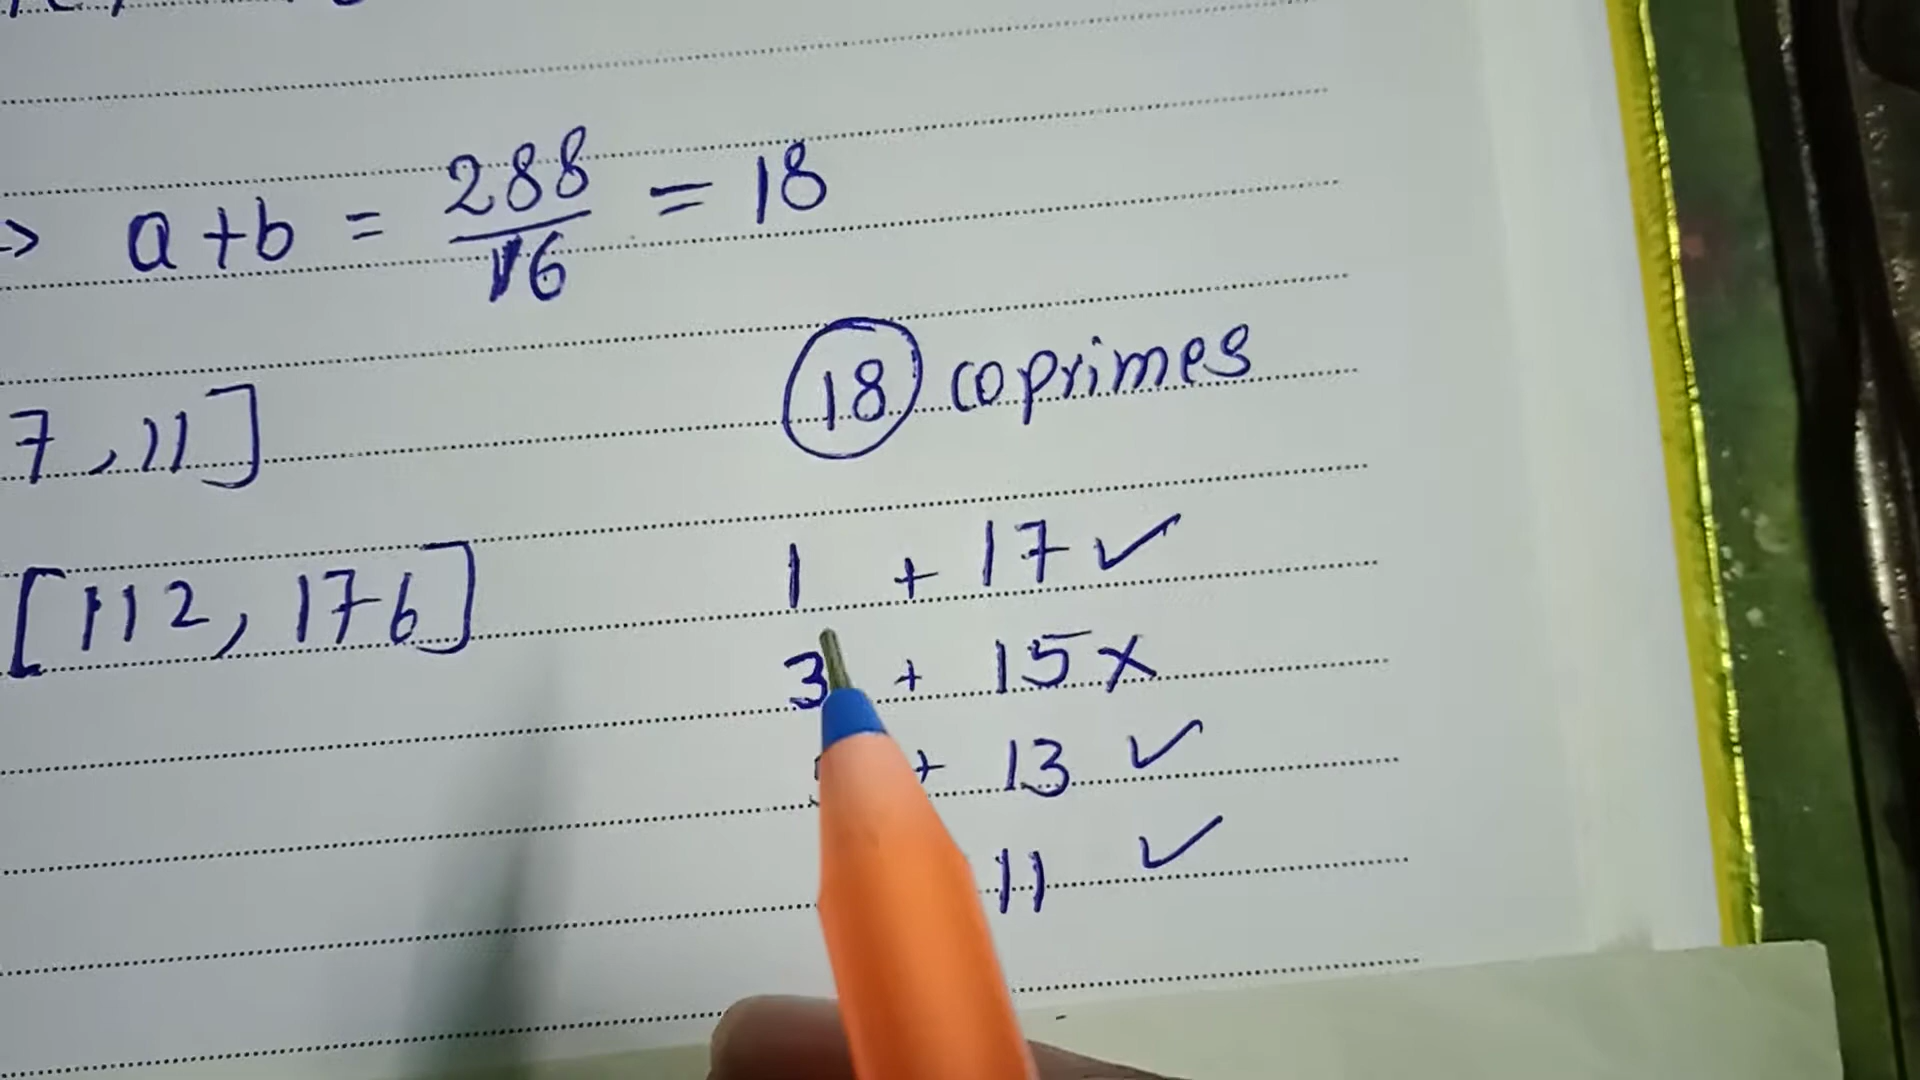 -> a + b = 288/16 = 18
18 coprimes
7, 11]
1 + 17 ✓
[112, 176]
3 + 15 x
+ 13 ✓
11 ✓